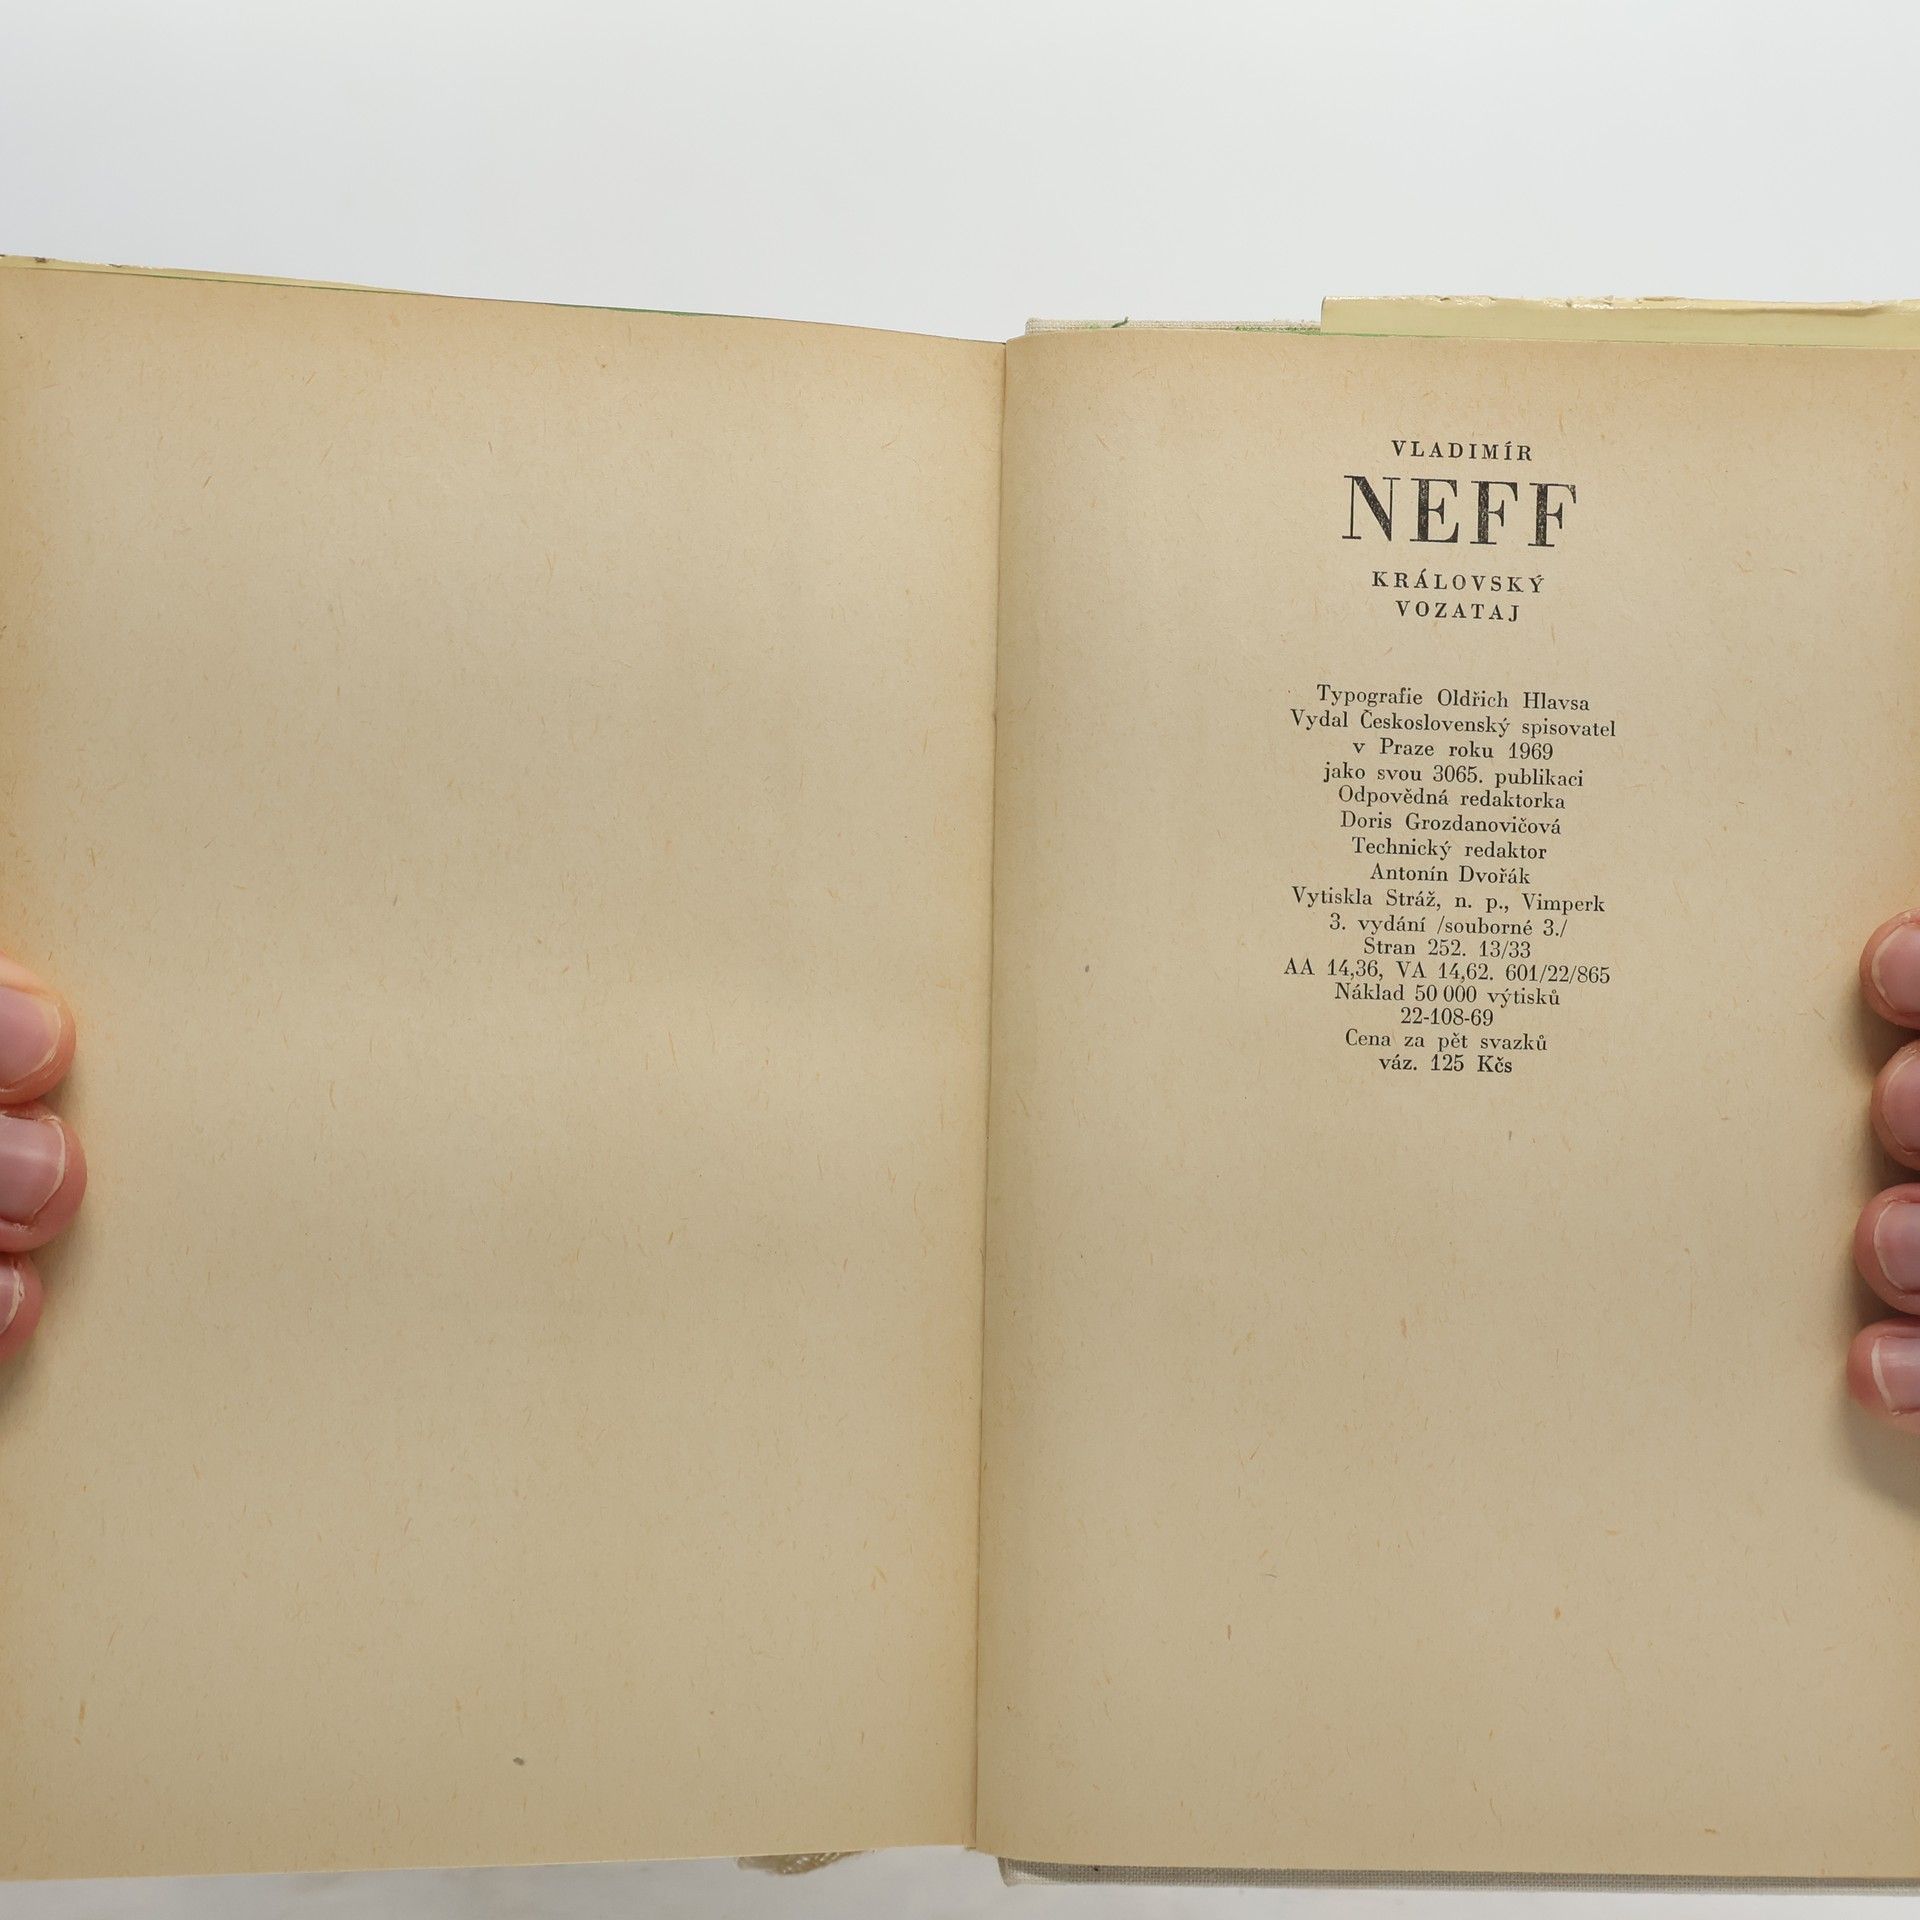 VLADIMÍR
NEFF
KRÁLOVSKÝ
VOZATAJ
Typografie Oldřich Hlavsa
Vydal Československý spisovatel
v Praze roku 1969
jako svou 3065. publikaci
Odpovědná redaktorka
Doris Grozdanovičová
Technický redaktor
Antonín Dvořák
Vytiskla Stráž, n. p., Vimperk
3. vydání /souborné 3./
Stran 252. 13/33
AA 14,36, VA 14,62. 601/22/865
Náklad 50 000 výtisků
22-108-69
Cena za pět svazků
váz. 125 Kčs